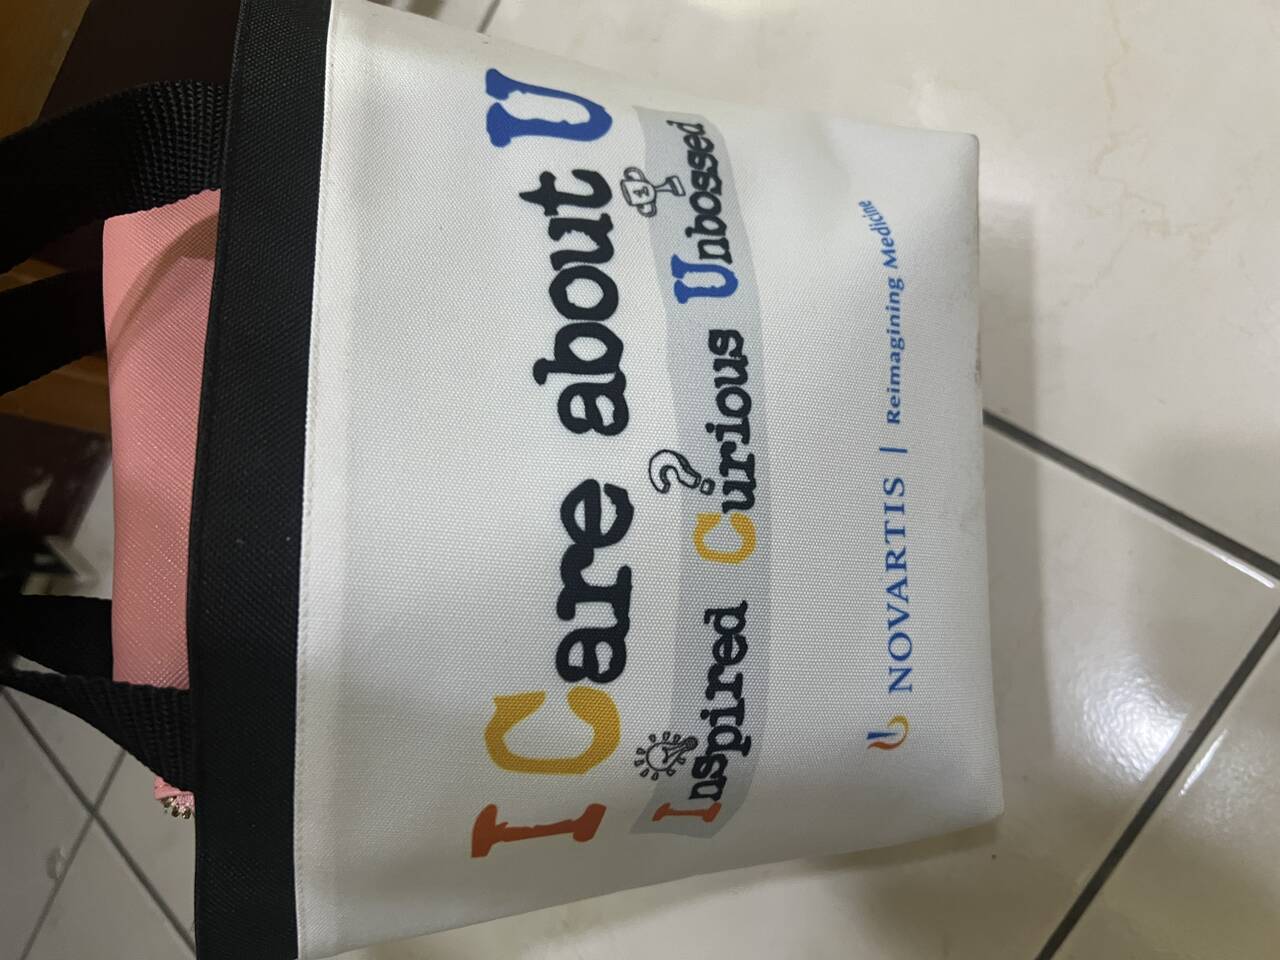 I Care about U
Inspired Curious Unbossed
NOVARTIS | Reimagining Medicine